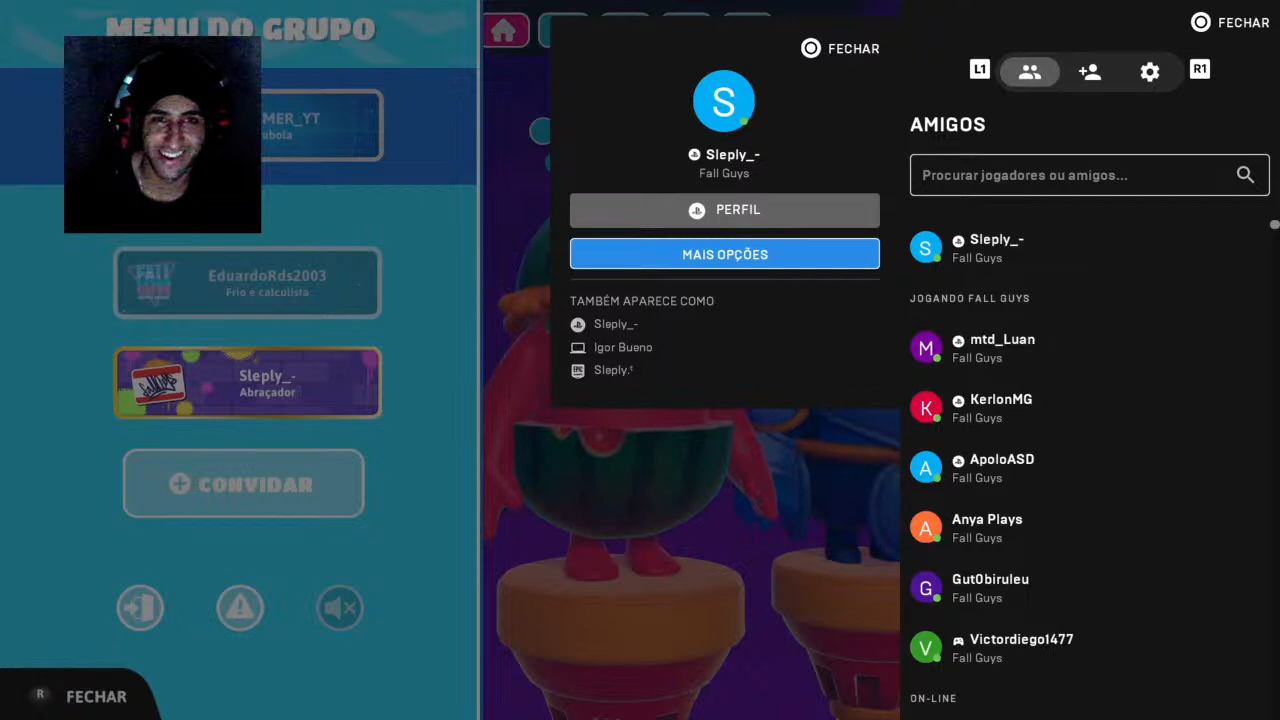 MENU DO GRUPO
MER_YT
ubola
EduardoRds2003
Frio e calculista
Sleply_-
Abraçador
CONVIDAR
R FECHAR
FECHAR
S
Sleply_-
Fall Guys
PERFIL
MAIS OPÇÕES
TAMBÉM APARECE COMO
Sleply_-
Igor Bueno
EPIC
FECHAR
L1
R1
AMIGOS
Procurar jogadores ou amigos...
S
Sleply_-
Fall Guys
JOGANDO FALL GUYS
M
mtd_Luan
Fall Guys
K
KerlonMG
Fall Guys
A
ApoloASD
Fall Guys
A
Anya Plays
Fall Guys
G
Fall Guys
V
Victordiego1477
Fall Guys
ON-LINE